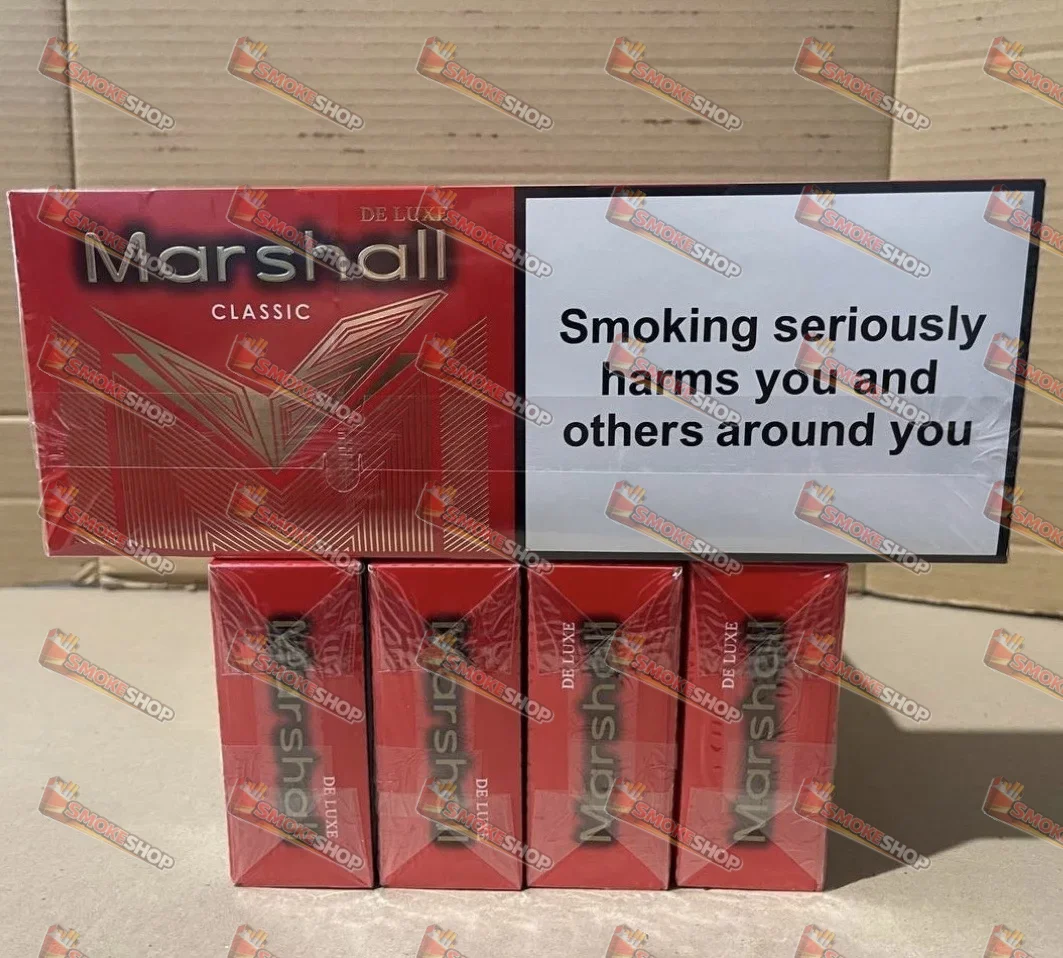 DE LUXE
Marshall
CLASSIC
Smoking seriously
harms you and
others around you
Marshall
DE LUXE
Marshall
DE LUXE
DE LUXE
Marshall
DE LUXE
Marshall
SMOKESHOP